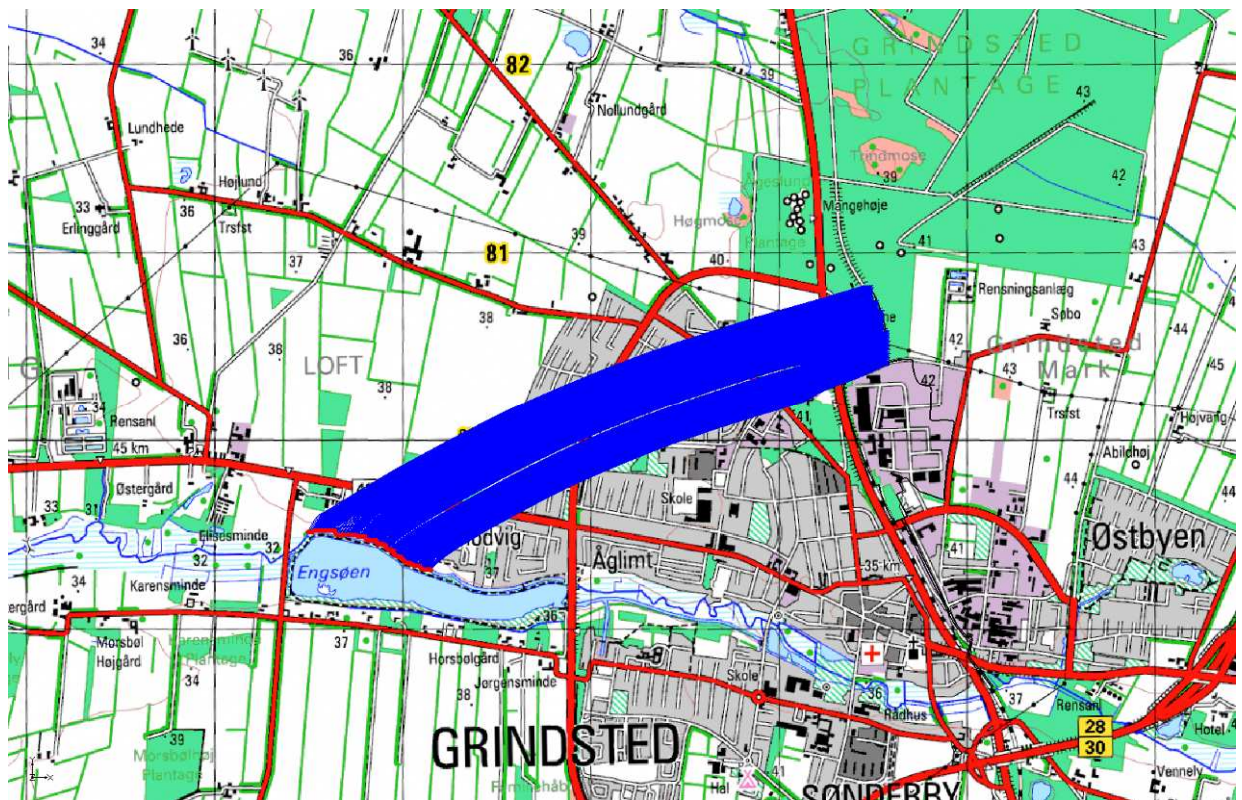 34
36
82
39
GRINDSTED
PLANTAGE
43
Lundhede
Nollundgård
Trindmose
39
42
Højlund
36
33
Erlinggård
Trsfst
Mangehøje
Høgmose
Plantage
39
41
43
37
81
40
Rensningsanlæg
38
Sobo
44
36
42
Grindsted
Mark
45
LOFT
38
43
42
Trsfst
34
Rensanl
45 km
41
Højvang
Abildhøj
44
44
Østergård
Skole
33
31
Elisesminde
32
32
Åglimt
35 km
41
Østbyen
34
Karensminde
Engsøen
37
36
Morsbøl
Højgård
Karensminde
Plantage
37
34
Horsbølgård
Jørgensminde
38
Skole
36
Rådhus
37
Rensanl
28
30
Hotel
39
Morsbølhøj
Plantage
GRINDSTED
Hal
41
SØNDERBY
Vennely